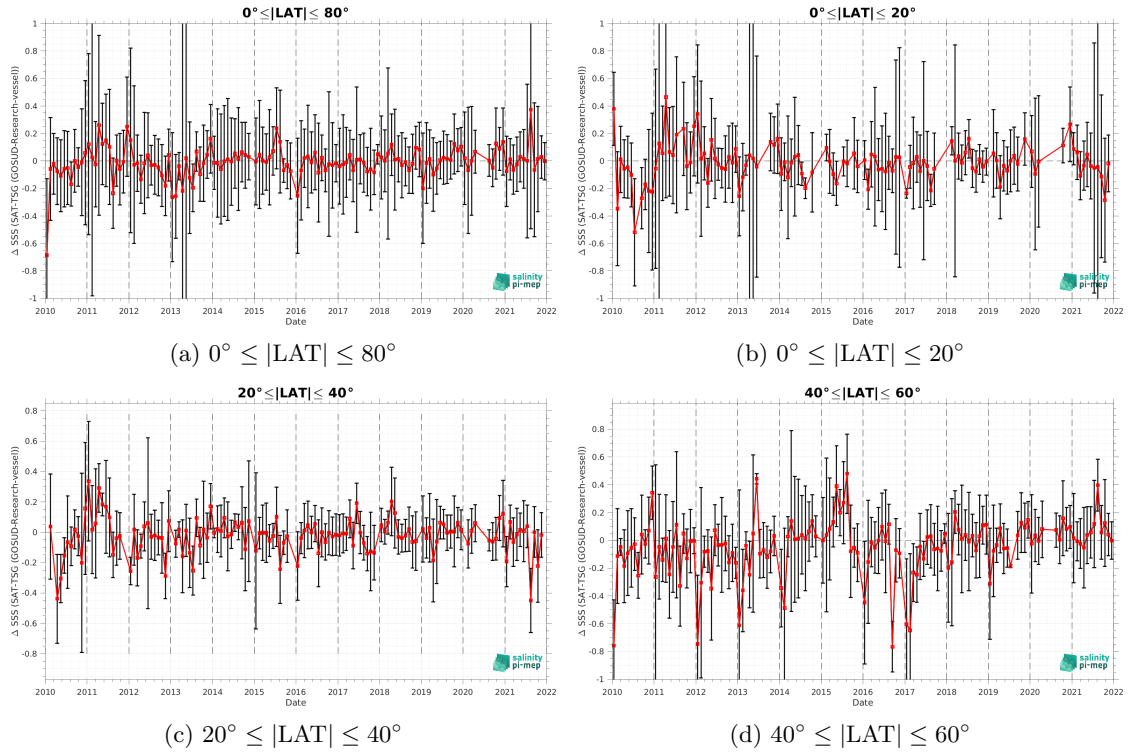 0°≤|LAT|≤ 80°
Δ SSS (SAT-TSG (GOSUD-Research-vessel))
1
0.8
0.6
0.4
0.2
0
-0.2
-0.4
-0.6
-0.8
-1
2010 2011 2012 2013 2014 2015 2016 2017 2018 2019 2020 2021 2022
Date
salinity
pi-mep
(a) 0° ≤ |LAT| ≤ 80°
0°≤|LAT|≤ 20°
Δ SSS (SAT-TSG (GOSUD-Research-vessel))
1
0.8
0.6
0.4
0.2
0
-0.2
-0.4
-0.6
-0.8
-1
2010 2011 2012 2013 2014 2015 2016 2017 2018 2019 2020 2021 2022
Date
salinity
pi-mep
(b) 0° ≤ |LAT| ≤ 20°
20°≤|LAT|≤ 40°
Δ SSS (SAT-TSG (GOSUD-Research-vessel))
0.8
0.6
0.4
0.2
0
-0.2
-0.4
-0.6
-0.8
2010 2011 2012 2013 2014 2015 2016 2017 2018 2019 2020 2021 2022
Date
salinity
pi-mep
(c) 20° ≤ |LAT| ≤ 40°
40°≤|LAT|≤ 60°
Δ SSS (SAT-TSG (GOSUD-Research-vessel))
1
0.8
0.6
0.4
0.2
0
-0.2
-0.4
-0.6
-0.8
-1
2010 2011 2012 2013 2014 2015 2016 2017 2018 2019 2020 2021 2022
Date
salinity
pi-mep
(d) 40° ≤ |LAT| ≤ 60°